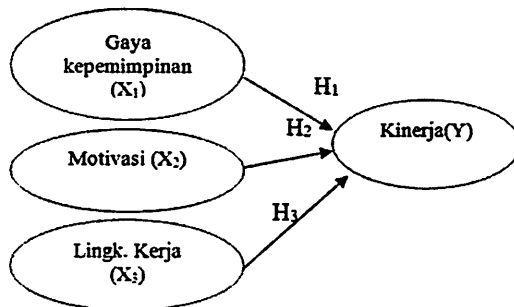 Gaya
kepemimpinan
(X₁)
H₁
H₂
Kinerja(Y)
Motivasi (X₂)
H₃
Lingk. Kerja
(X₃)